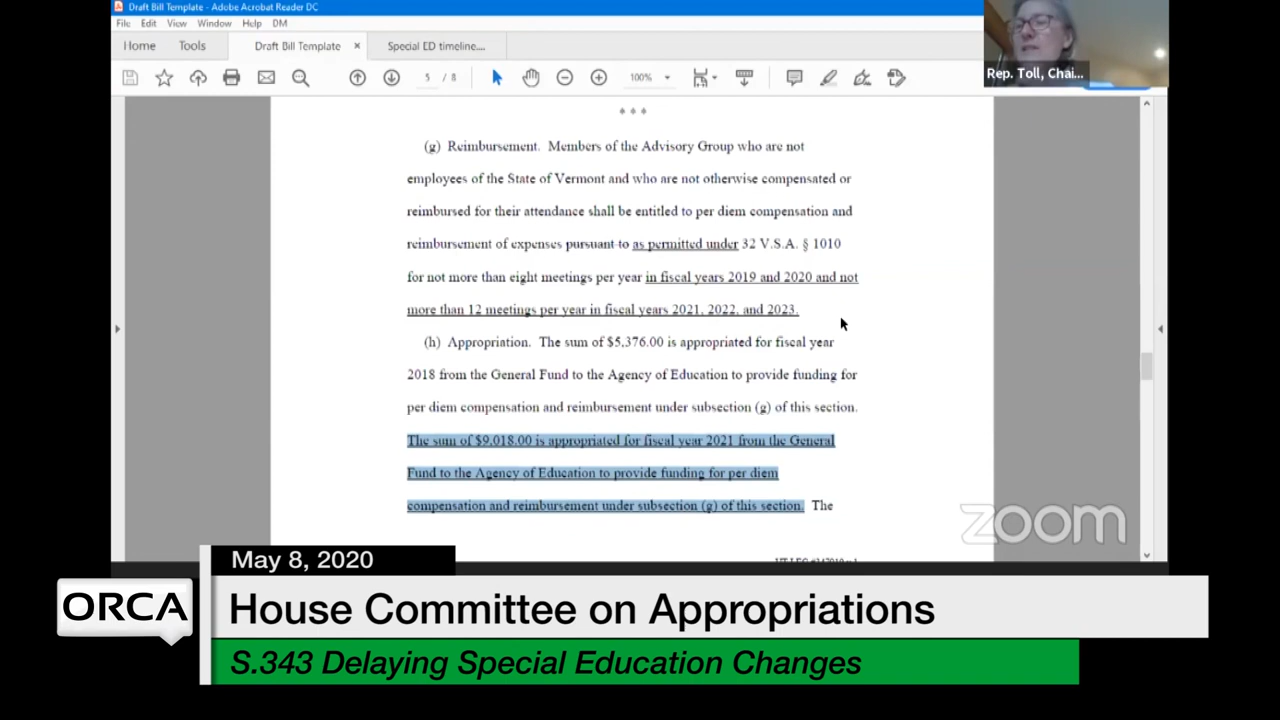 Draft Bill Template - Adobe Acrobat Reader DC
File Edit View Window Help DM
Home Tools Draft Bill Template × Special ED timeline....
5 / 8 100%
Rep. Toll, Chai...
(g) Reimbursement. Members of the Advisory Group who are not
employees of the State of Vermont and who are not otherwise compensated or
reimbursed for their attendance shall be entitled to per diem compensation and
reimbursement of expenses pursuant to as permitted under 32 V.S.A. § 1010
for not more than eight meetings per year in fiscal years 2019 and 2020 and not
more than 12 meetings per year in fiscal years 2021, 2022, and 2023.
(h) Appropriation. The sum of $5,376.00 is appropriated for fiscal year
2018 from the General Fund to the Agency of Education to provide funding for
per diem compensation and reimbursement under subsection (g) of this section.
The sum of $9,018.00 is appropriated for fiscal year 2021 from the General
Fund to the Agency of Education to provide funding for per diem
compensation and reimbursement under subsection (g) of this section. The
zoom
May 8, 2020
ORCA
House Committee on Appropriations
S.343 Delaying Special Education Changes